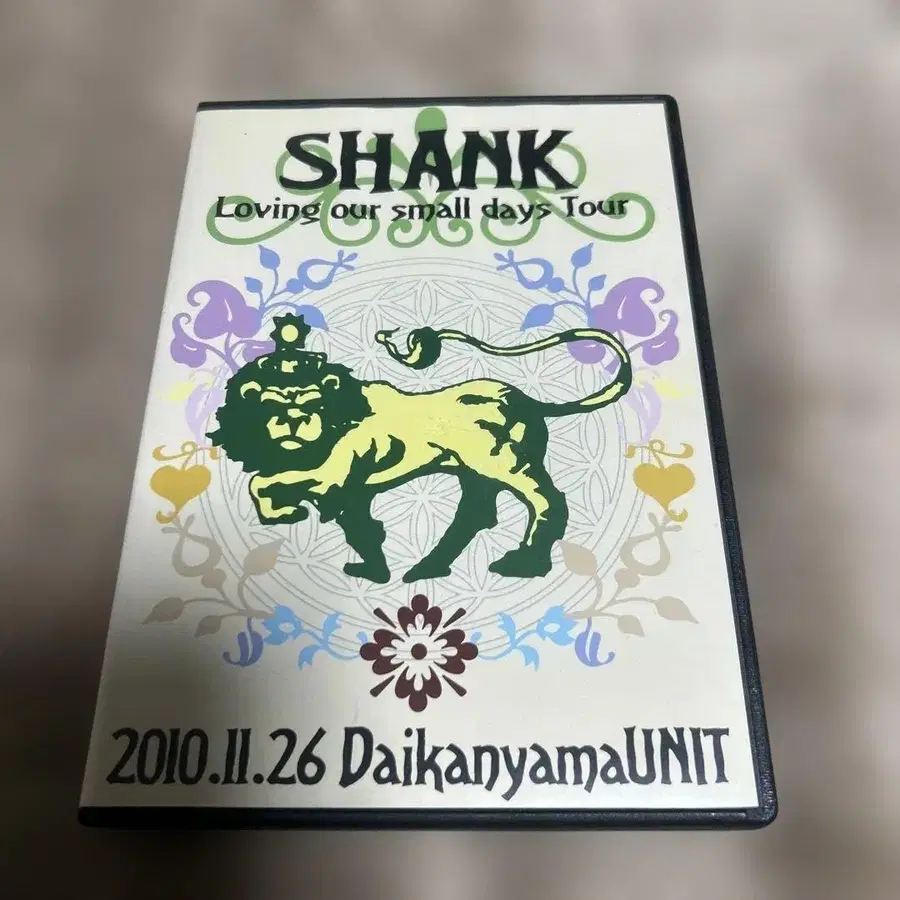 SHANK
Loving our small days Tour
2010.11.26 DaikanyamaUNIT